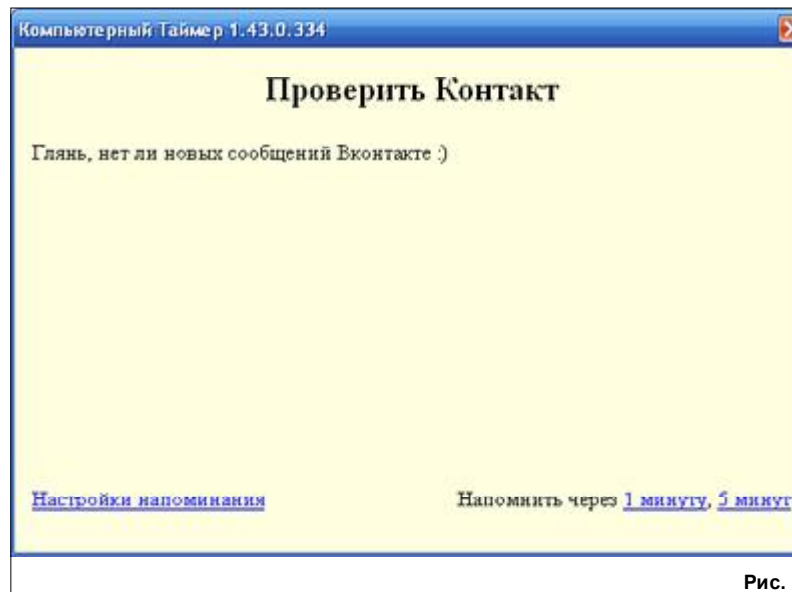 Компьютерный Таймер 1.43.0.334
Проверить Контакт
Глянь, нет ли новых сообщений Вконтакте :)
Настройки напоминания
Напомнить через 1 минуту, 5 минут
Рис.